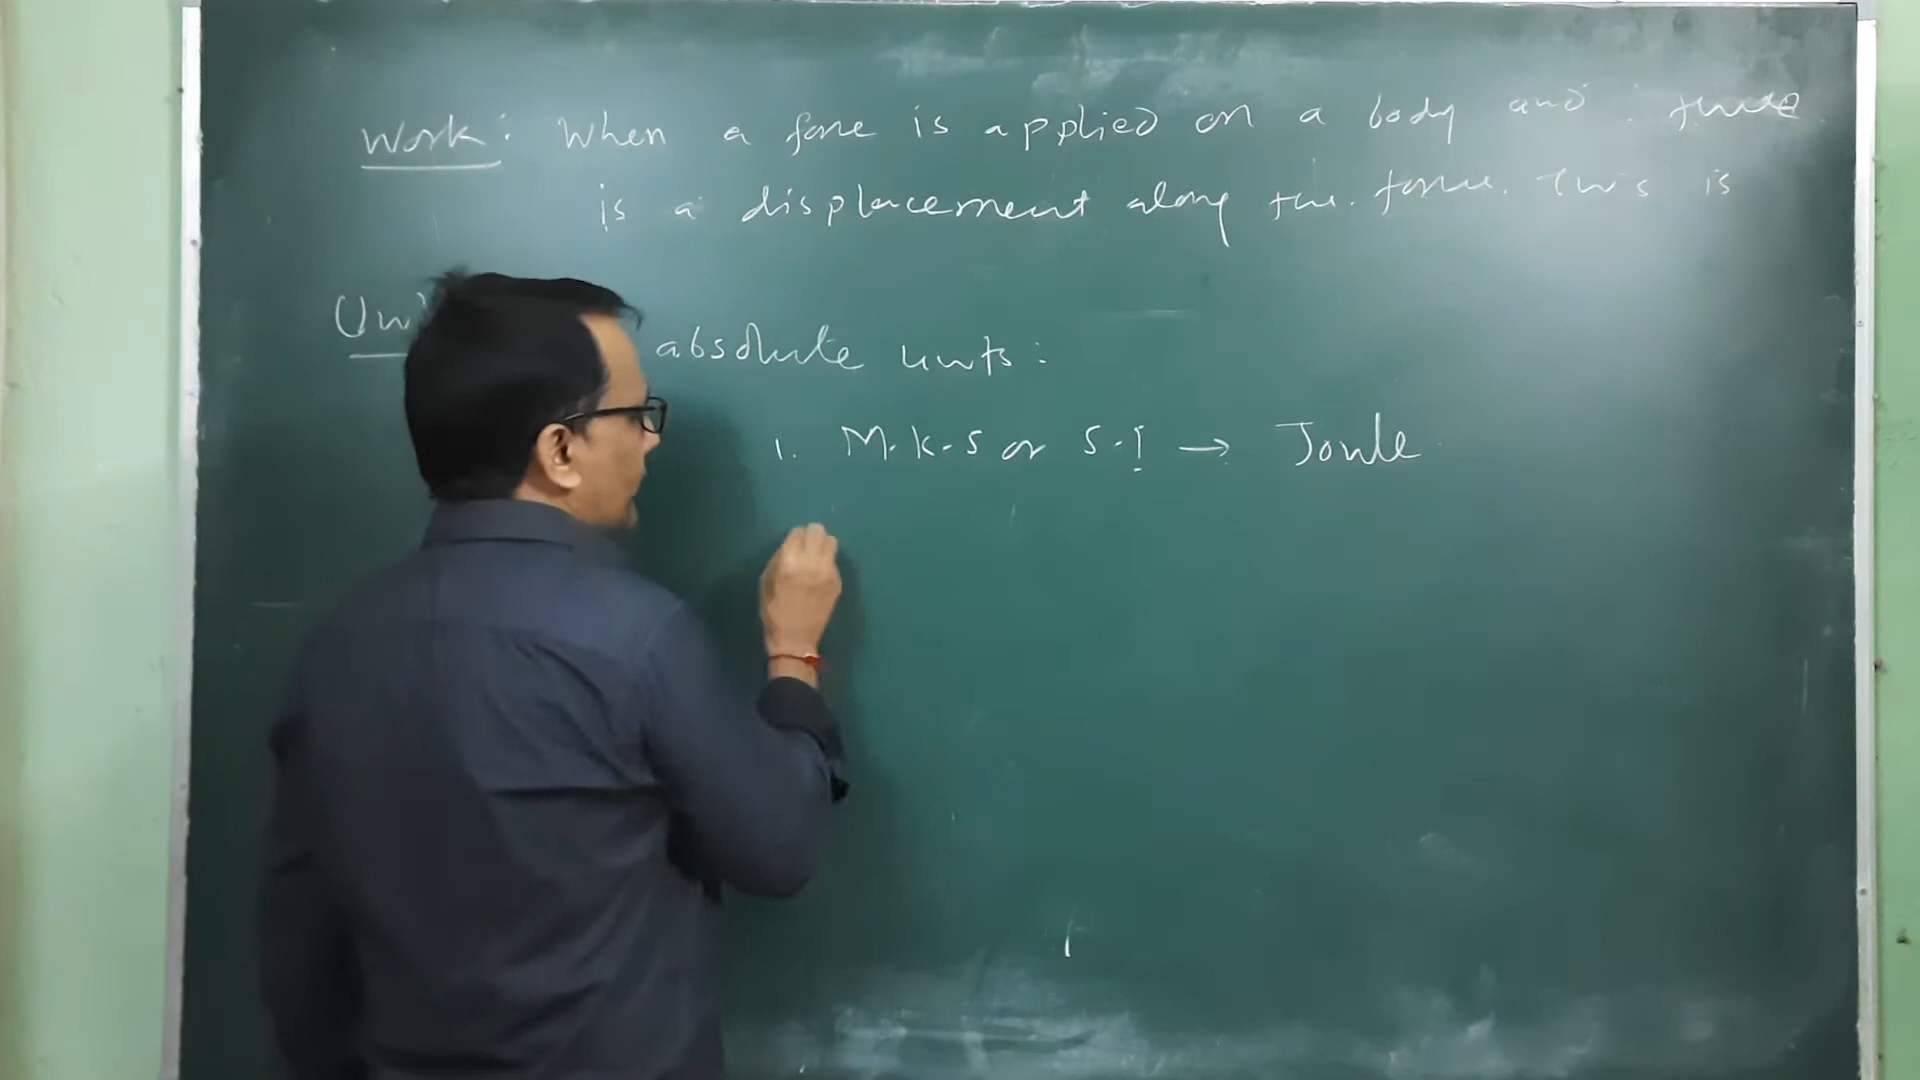 Work: When a force is applied on a body and there
is a displacement along the force. This is
absolute units:
1. M.K.S or S.I → Joule